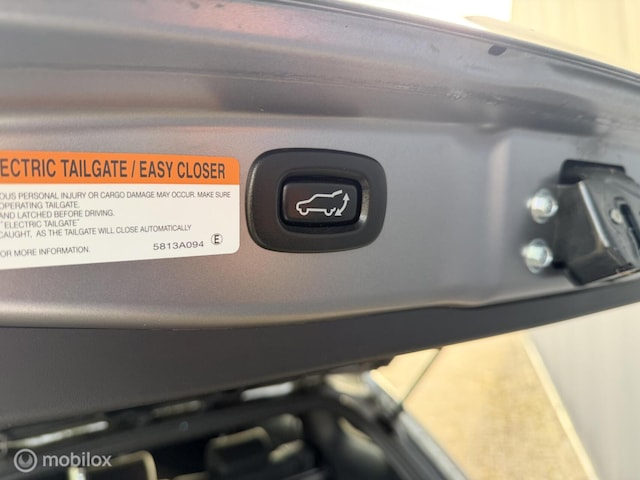 ECTRIC TAILGATE / EASY CLOSER
OUS PERSONAL INJURY OR CARGO DAMAGE MAY OCCUR. MAKE SURE
OPERATING TAILGATE.
AND LATCHED BEFORE DRIVING.
" ELECTRIC TAILGATE"
CAUGHT, AS THE TAILGATE WILL CLOSE AUTOMATICALLY
OR MORE INFORMATION.
5813A094 E
mobilox